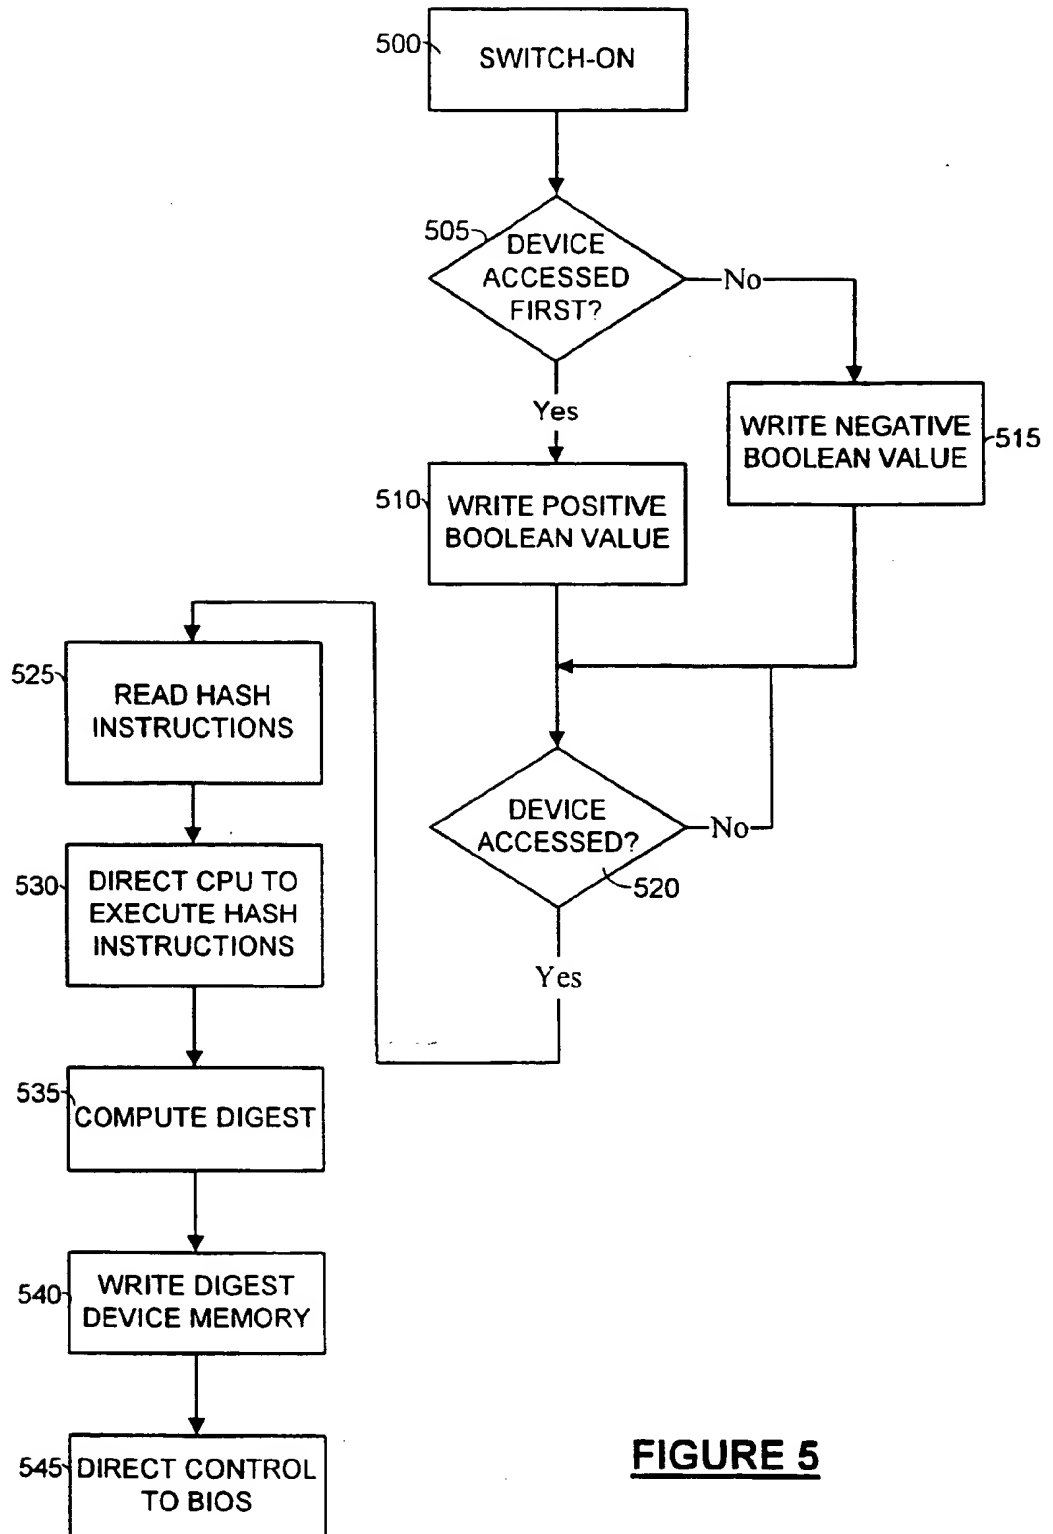 500
SWITCH-ON
505
DEVICE
ACCESSED
FIRST?
No
Yes
WRITE NEGATIVE
BOOLEAN VALUE
515
510
WRITE POSITIVE
BOOLEAN VALUE
525
READ HASH
INSTRUCTIONS
DEVICE
ACCESSED?
No
520
530
DIRECT CPU TO
EXECUTE HASH
INSTRUCTIONS
Yes
535
COMPUTE DIGEST
540
WRITE DIGEST
DEVICE MEMORY
545
DIRECT CONTROL
TO BIOS
FIGURE 5